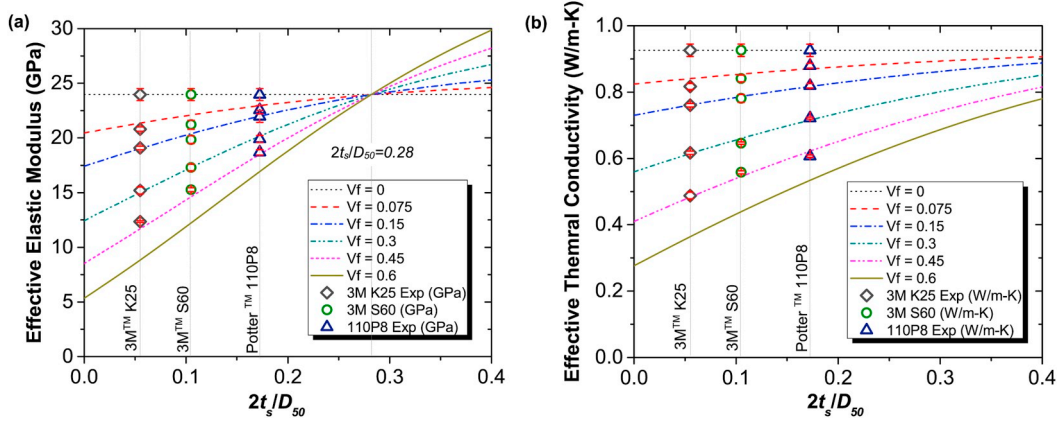 (a)
Effective Elastic Modulus (GPa)
30
25
20
15
10
5
0
0.0
0.1
0.2
0.3
0.4
2ts/D50
2ts/D50=0.28
3M™ K25
3M™ S60
Potter ™ 110P8
Vf = 0
Vf = 0.075
Vf = 0.15
Vf = 0.3
Vf = 0.45
Vf = 0.6
3M K25 Exp (GPa)
3M S60 (GPa)
110P8 Exp (GPa)
(b)
Effective Themral Conductivity (W/m-K)
1.0
0.8
0.6
0.4
0.2
0.0
0.0
0.1
0.2
0.3
0.4
2ts/D50
3M™ K25
3M™ S60
Potter ™ 110P8
Vf = 0
Vf = 0.075
Vf = 0.15
Vf = 0.3
Vf = 0.45
Vf = 0.6
3M K25 Exp (W/m-K)
3M S60 (W/m-K)
110P8 Exp (W/m-K)